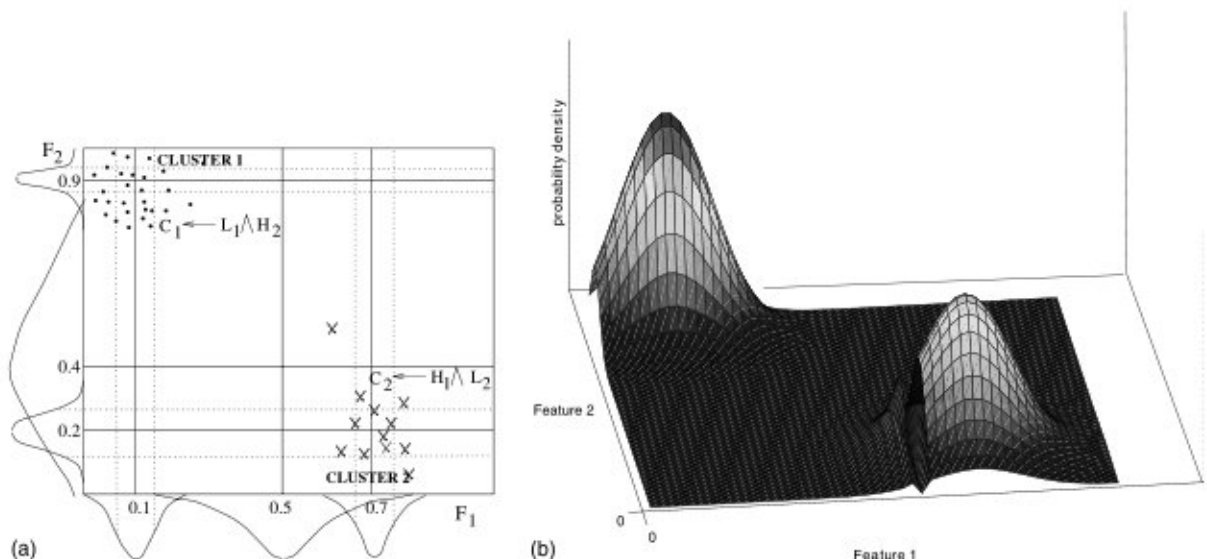 F2
CLUSTER 1
0.9
C1 ← L1 ∧ H2
0.4
C2 ← H1 ∧ L2
0.2
CLUSTER 2
0.1 0.5 0.7 F1
(a)
probability density
Feature 2
0
0
Feature 1
(b)